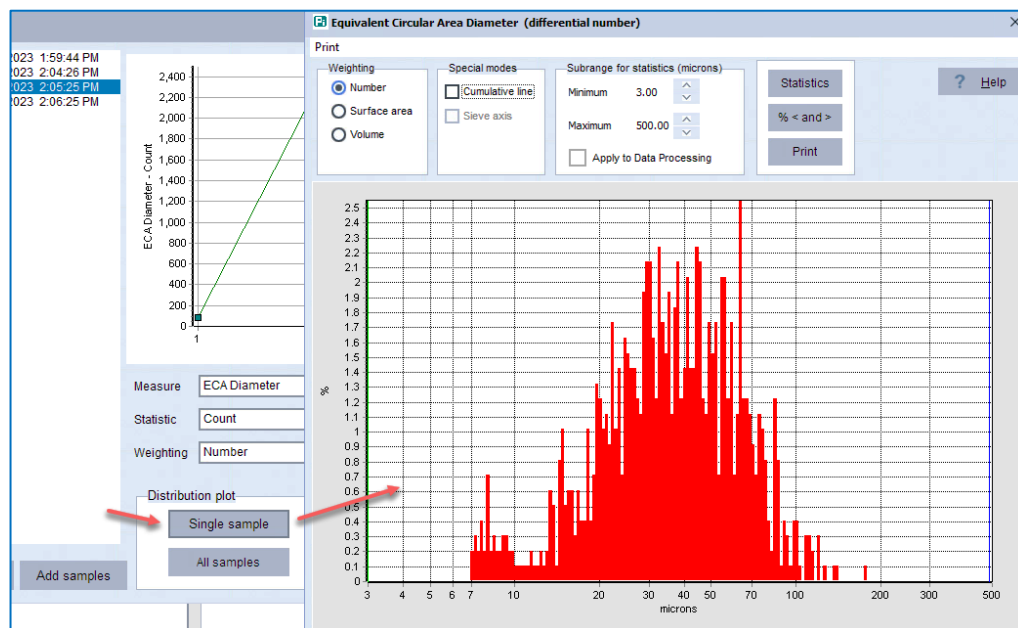 2023 1:59:44 PM
2023 2:04:26 PM
2023 2:05:25 PM
2023 2:06:25 PM
ECA Diameter - Count
2,400
2,200
2,000
1,800
1,600
1,400
1,200
1,000
800
600
400
200
0
1
Measure ECA Diameter
Statistic Count
Weighting Number
Distribution plot
Single sample
All samples
Add samples
Equivalent Circular Area Diameter (differential number)
Print
Weighting
Number
Surface area
Volume
Special modes
Cumulative line
Sieve axis
Subrange for statistics (microns)
Minimum 3.00
Maximum 500.00
Apply to Data Processing
Statistics
% < and >
Print
? Help
%
2.5
2.4
2.3
2.2
2.1
2
1.9
1.8
1.7
1.6
1.5
1.4
1.3
1.2
1.1
1
0.9
0.8
0.7
0.6
0.5
0.4
0.3
0.2
0.1
0
3 4 5 6 7 10 20 30 40 50 70 100 200 300 500
microns